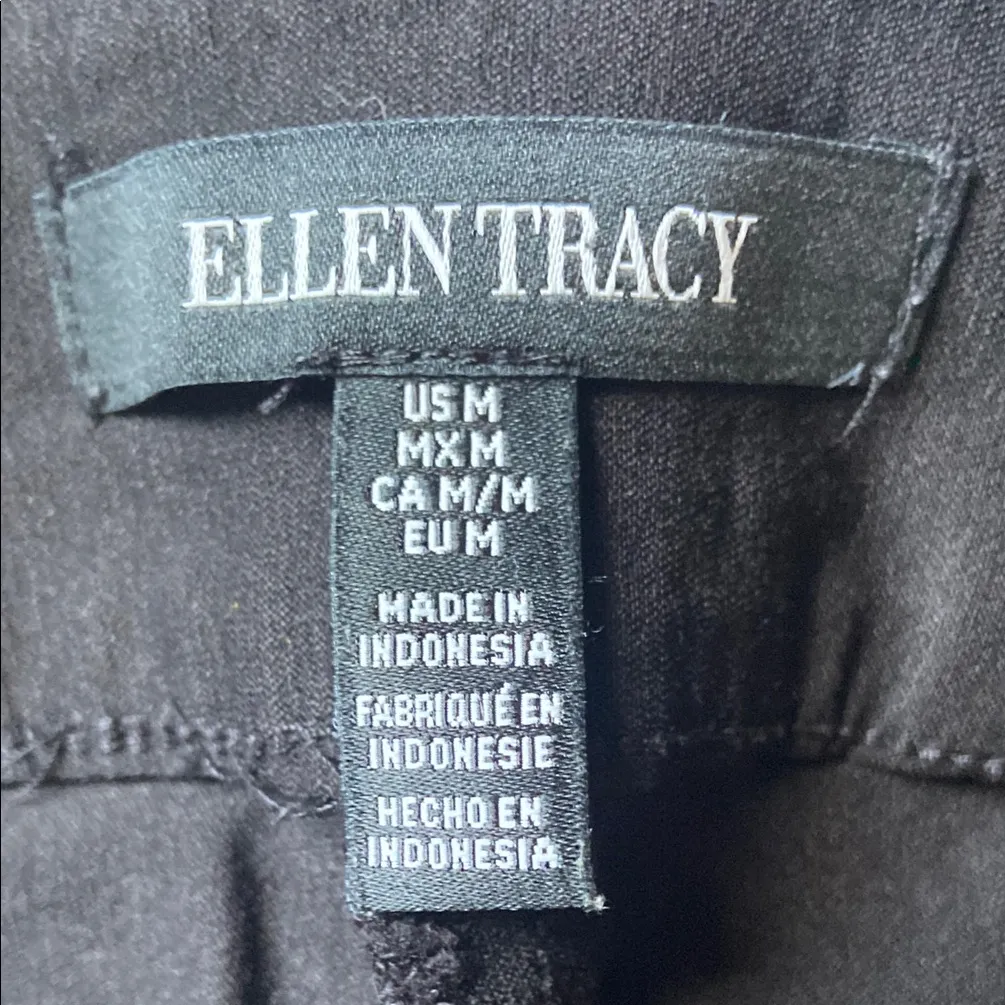 ELLEN TRACY
US M
MX M
CA M/M
EU M
MADE IN
INDONESIA
FABRIQUÉ EN
INDONESIE
HECHO EN
INDONESIA